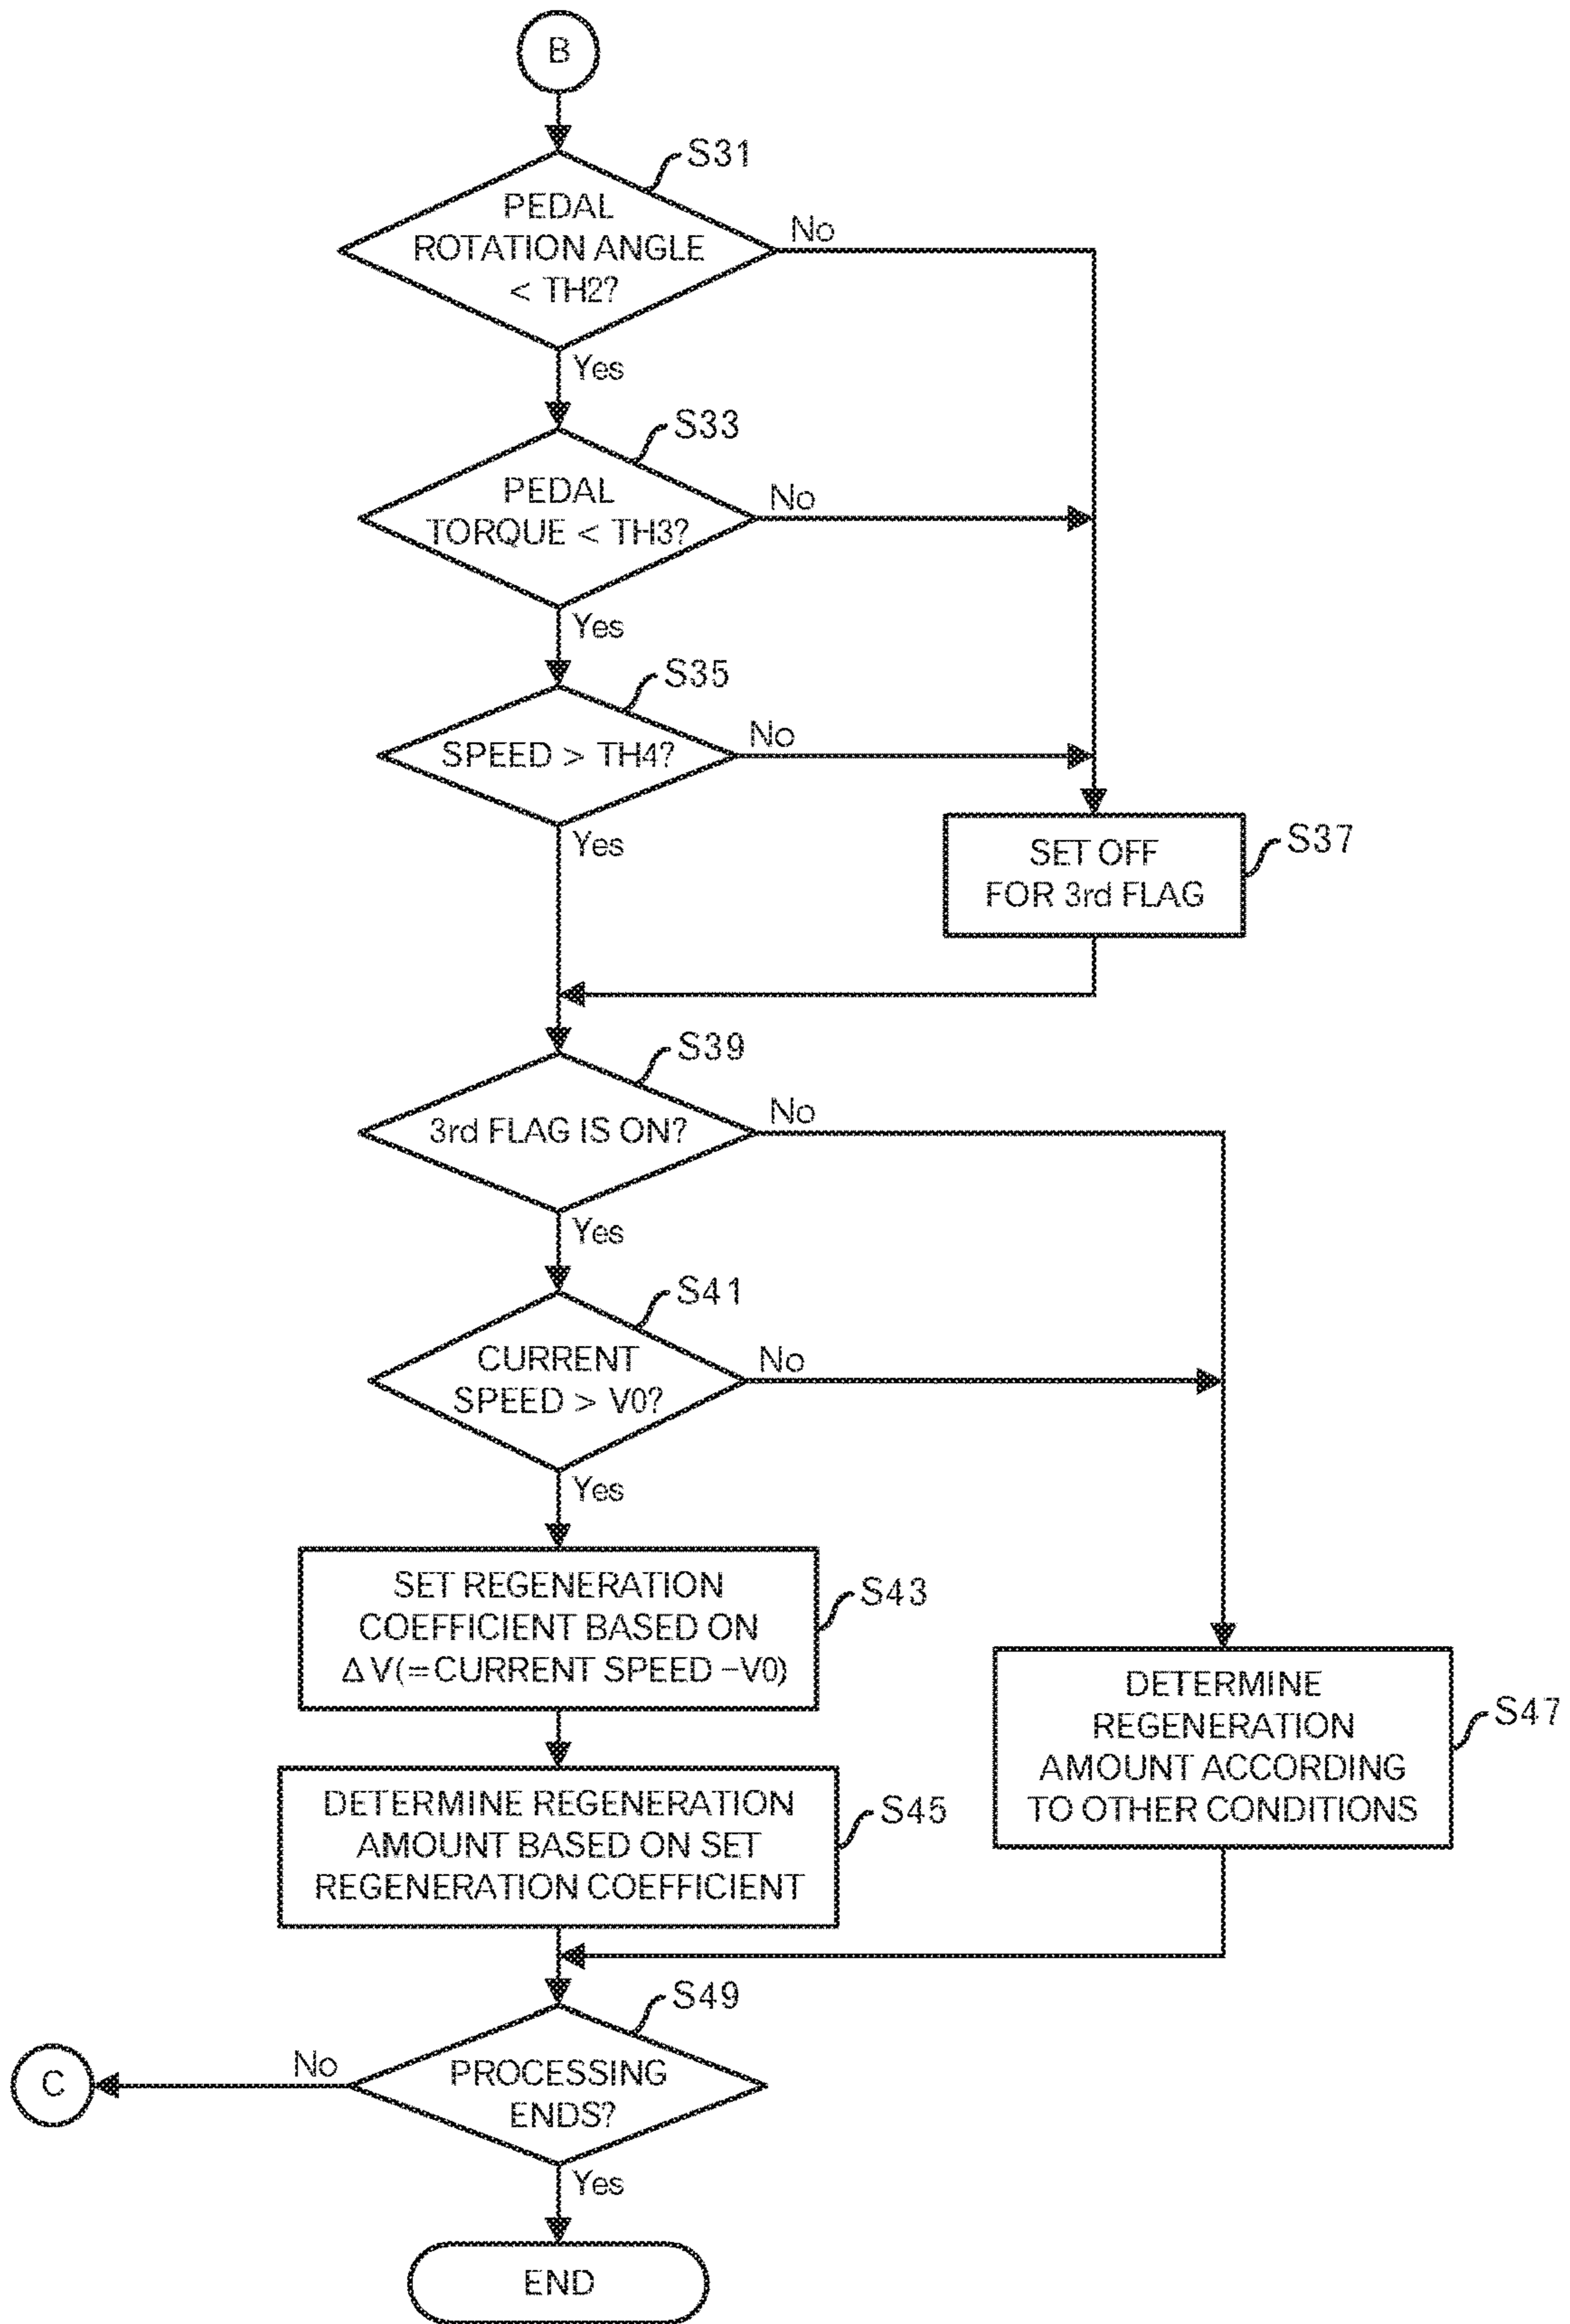 B
S31
PEDAL
ROTATION ANGLE
< TH2?
No
Yes
S33
PEDAL
TORQUE < TH3?
No
Yes
S35
SPEED > TH4?
No
Yes
S37
SET OFF
FOR 3rd FLAG
S39
3rd FLAG IS ON?
No
Yes
S41
CURRENT
SPEED > V0?
No
Yes
S43
SET REGENERATION
COEFFICIENT BASED ON
ΔV(=CURRENT SPEED −V0)
S47
DETERMINE
REGENERATION
AMOUNT ACCORDING
TO OTHER CONDITIONS
S45
DETERMINE REGENERATION
AMOUNT BASED ON SET
REGENERATION COEFFICIENT
S49
PROCESSING
ENDS?
No
C
Yes
END